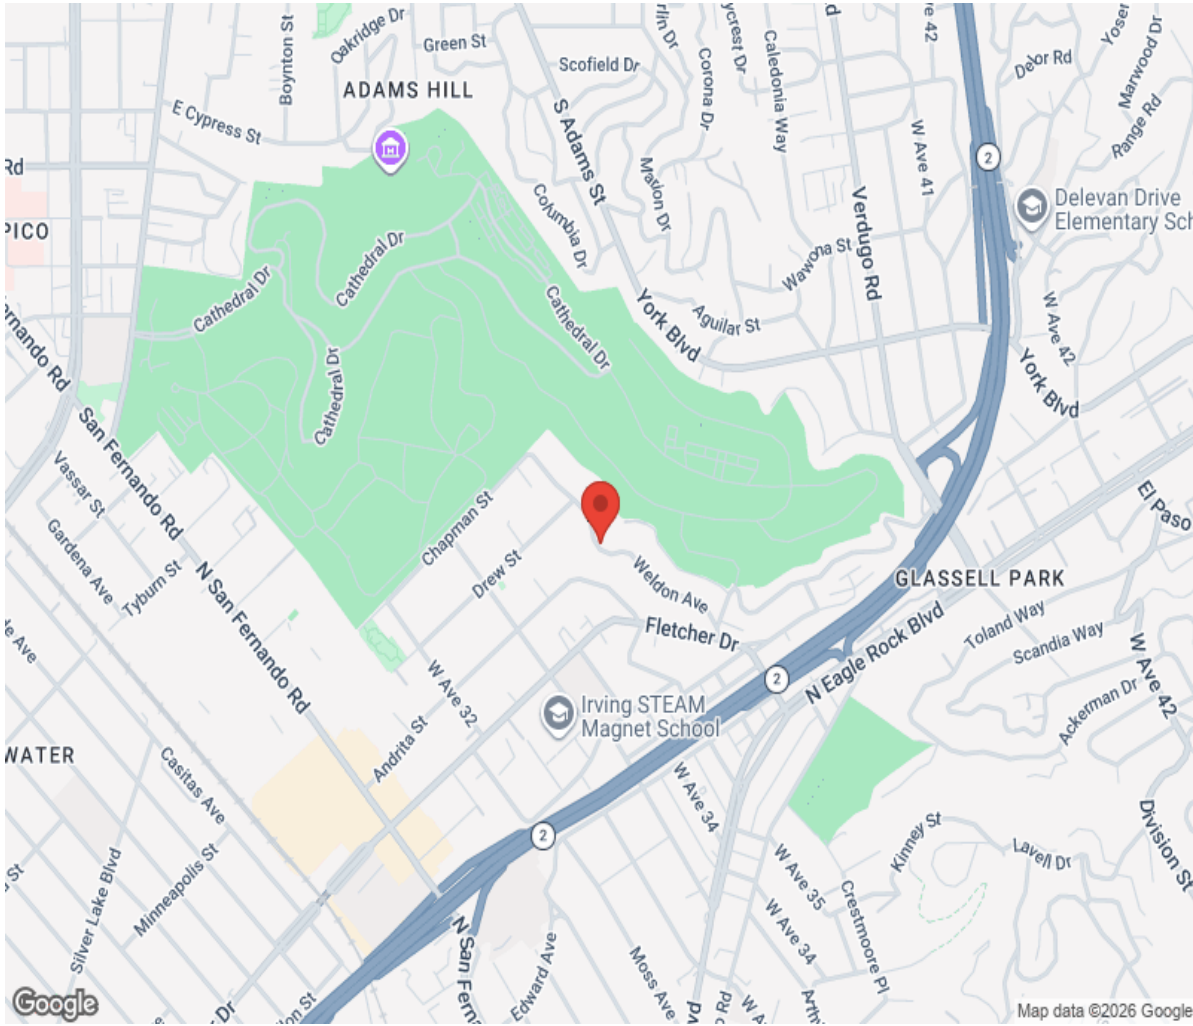 Oakridge Dr
Boynton St
Green St
Scofield Dr
Corona Dr
Caledonia Way
Delor Rd
Marwood Dr
Range Rd
ADAMS HILL
E Cypress St
S Adams St
Marion Dr
W Ave 41
2
Rd
PICO
Columbia Dr
Verdugo Rd
Delevan Drive
Elementary Sch
Cathedral Dr
Cathedral Dr
Cathedral Dr
Cathedral Dr
Wawona St
Aguilar St
York Blvd
W Ave 42
York Blvd
San Fernando Rd
Vassar St
Gardena Ave
Tyburn St
Chapman St
Drew St
Weldon Ave
El Paso
GLASSELL PARK
N San Fernando Rd
Fletcher Dr
Toland Way
Scandia Way
W Ave 42
2
N Eagle Rock Blvd
W Ave 32
Irving STEAM
Magnet School
Ackerman Dr
Andrita St
WATER
Casitas Ave
W Ave 34
Division St
2
Kinney St
Lavell Dr
Minneapolis St
Silver Lake Blvd
W Ave 35
Crestmoore Pl
W Ave 34
N San Fern
Edward Ave
Moss Ave
Google
Map data ©2026 Google